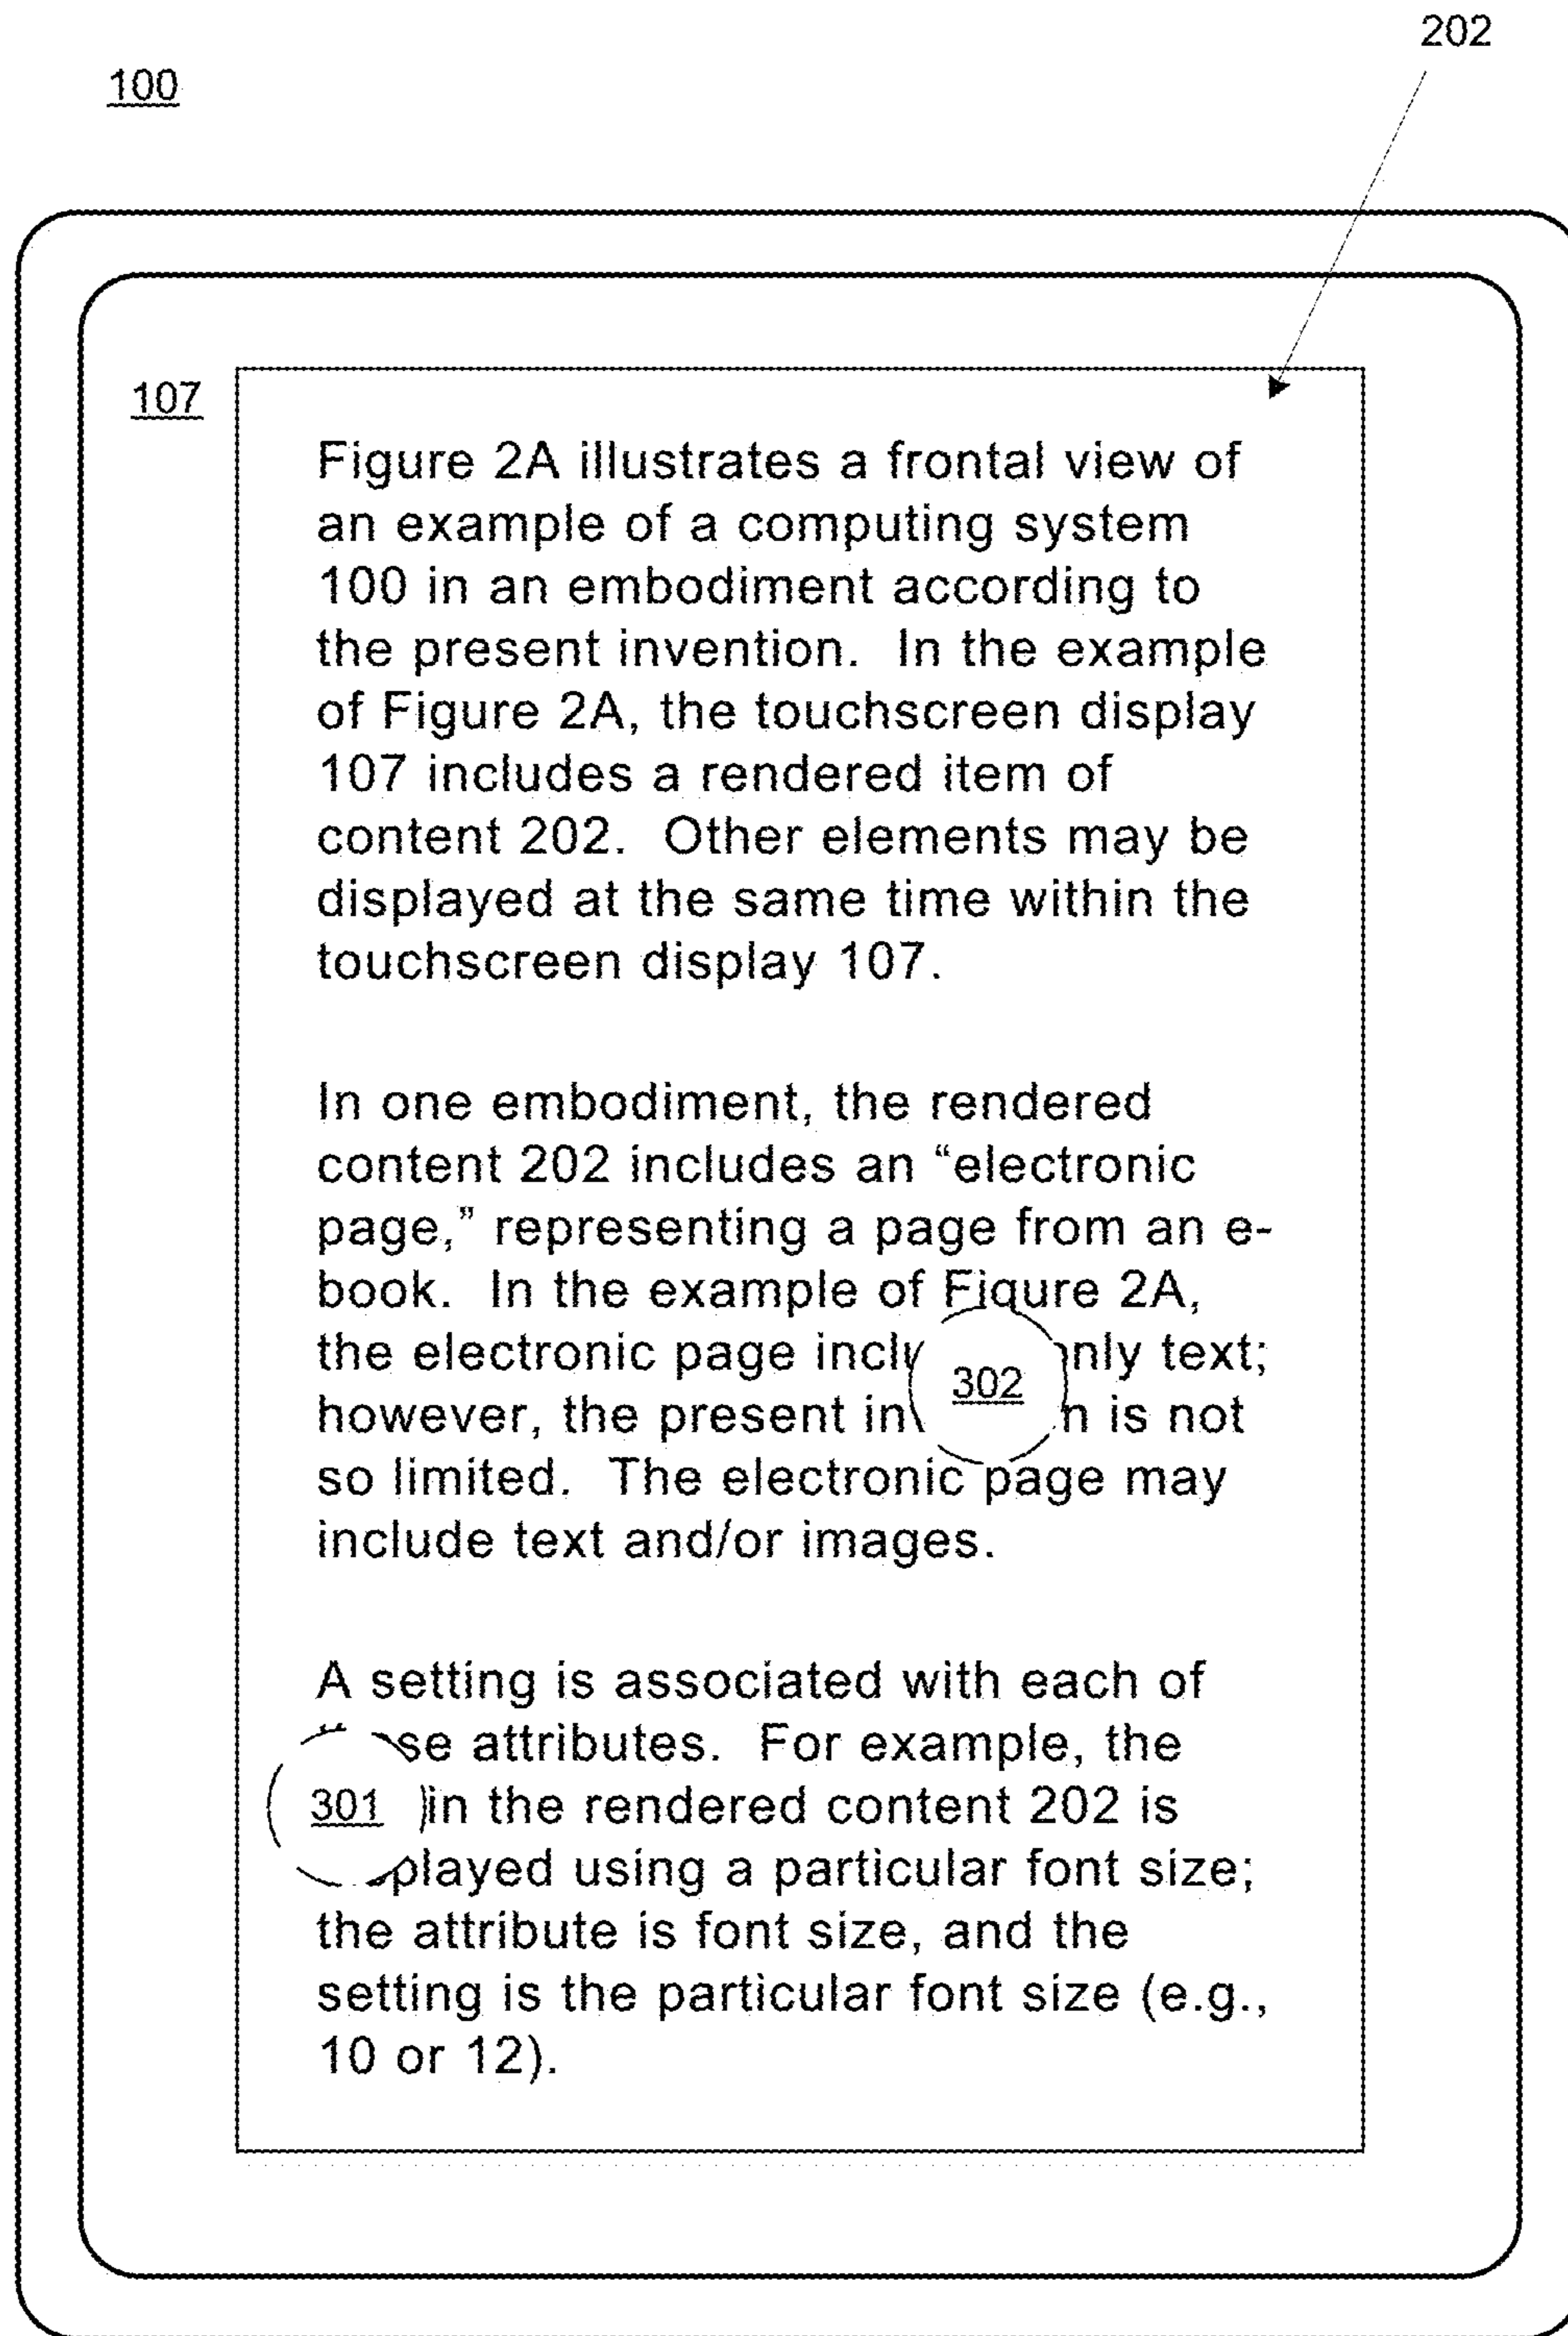 202
100
107
Figure 2A illustrates a frontal view of
an example of a computing system
100 in an embodiment according to
the present invention. In the example
of Figure 2A, the touchscreen display
107 includes a rendered item of
content 202. Other elements may be
displayed at the same time within the
touchscreen display 107.
In one embodiment, the rendered
content 202 includes an “electronic
page,” representing a page from an e-
book. In the example of Figure 2A,
the electronic page text;
302
however, the present is not
so limited. The electronic page may
include text and/or images.
A setting is associated with each of
attributes. For example, the
301
in the rendered content 202 is
using a particular font size;
the attribute is font size, and the
setting is the particular font size (e.g.,
10 or 12).